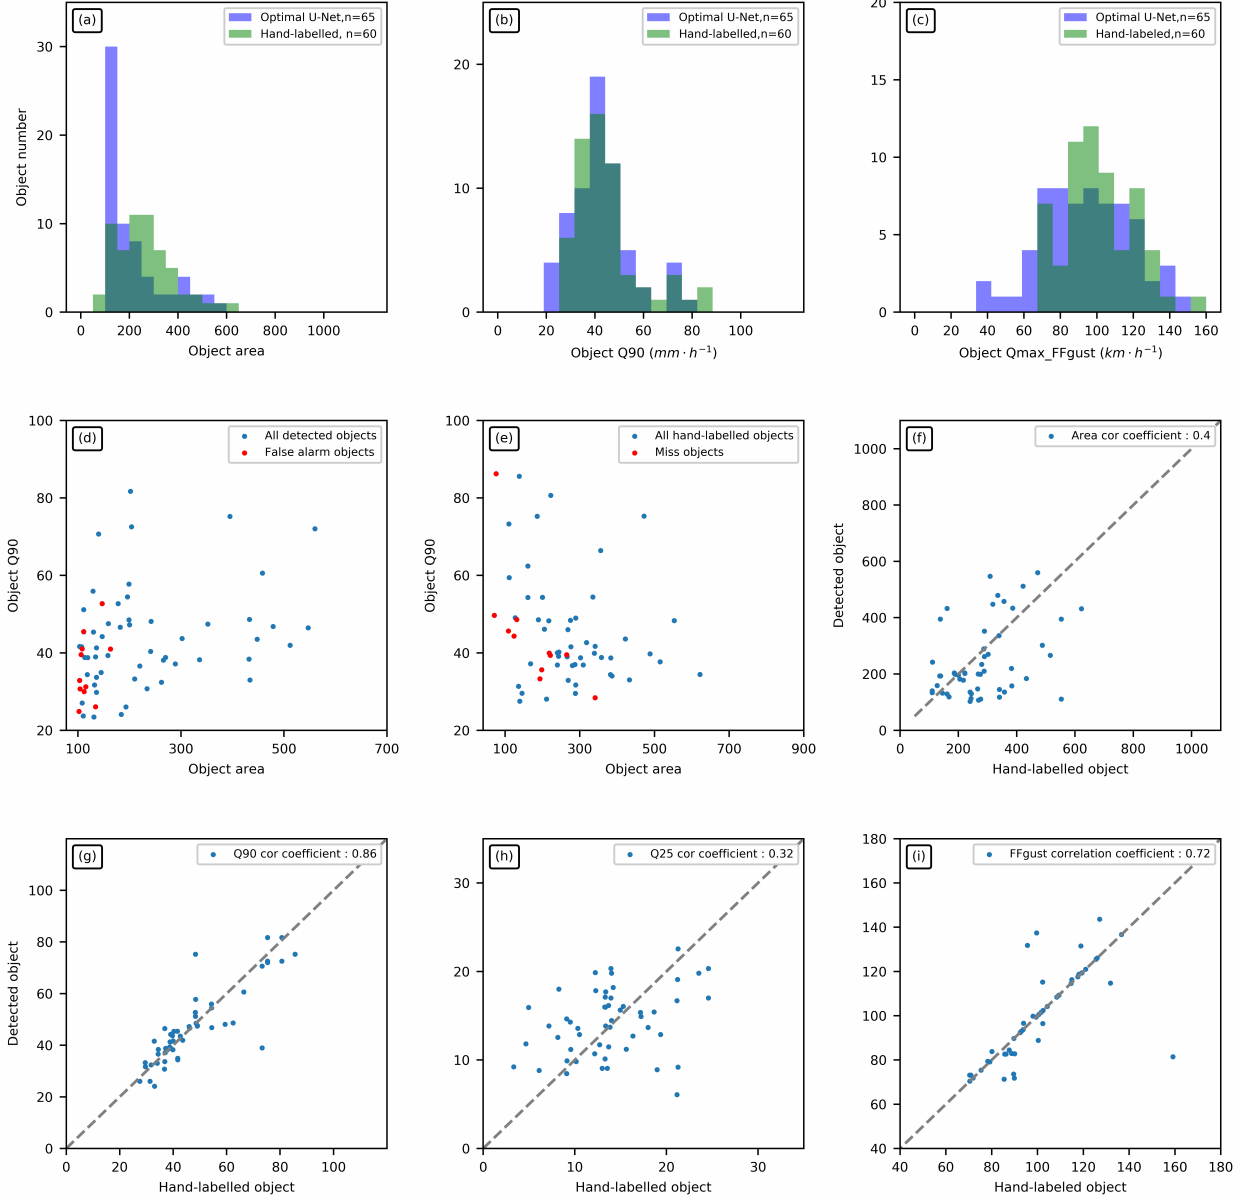 (a)
Optimal U-Net,n=65
Hand-labelled, n=60
30
20
10
0
Object number
0 200 400 600 800 1000
Object area
(b)
Optimal U-Net,n=65
Hand-labelled,n=60
20
10
0
0 20 40 60 80 100
Object Q90 (mm · h⁻¹)
(c)
Optimal U-Net,n=65
Hand-labeled,n=60
20
15
10
5
0
0 20 40 60 80 100 120 140 160
Object Qmax_FFgust (km · h⁻¹)
(d)
All detected objects
False alarm objects
100
80
60
40
20
Object Q90
100 300 500 700
Object area
(e)
All hand-labelled objects
Miss objects
100
80
60
40
20
Object Q90
100 300 500 700 900
Object area
(f)
Area cor coefficient : 0.4
1000
800
600
400
200
0
Detected object
0 200 400 600 800 1000
Hand-labelled object
(g)
Q90 cor coefficient : 0.86
100
80
60
40
20
0
Detected object
0 20 40 60 80 100
Hand-labelled object
(h)
Q25 cor coefficient : 0.32
30
20
10
0
0 10 20 30
Hand-labelled object
(i)
FFgust correlation coefficient : 0.72
180
160
140
120
100
80
60
40
40 60 80 100 120 140 160 180
Hand-labeled object